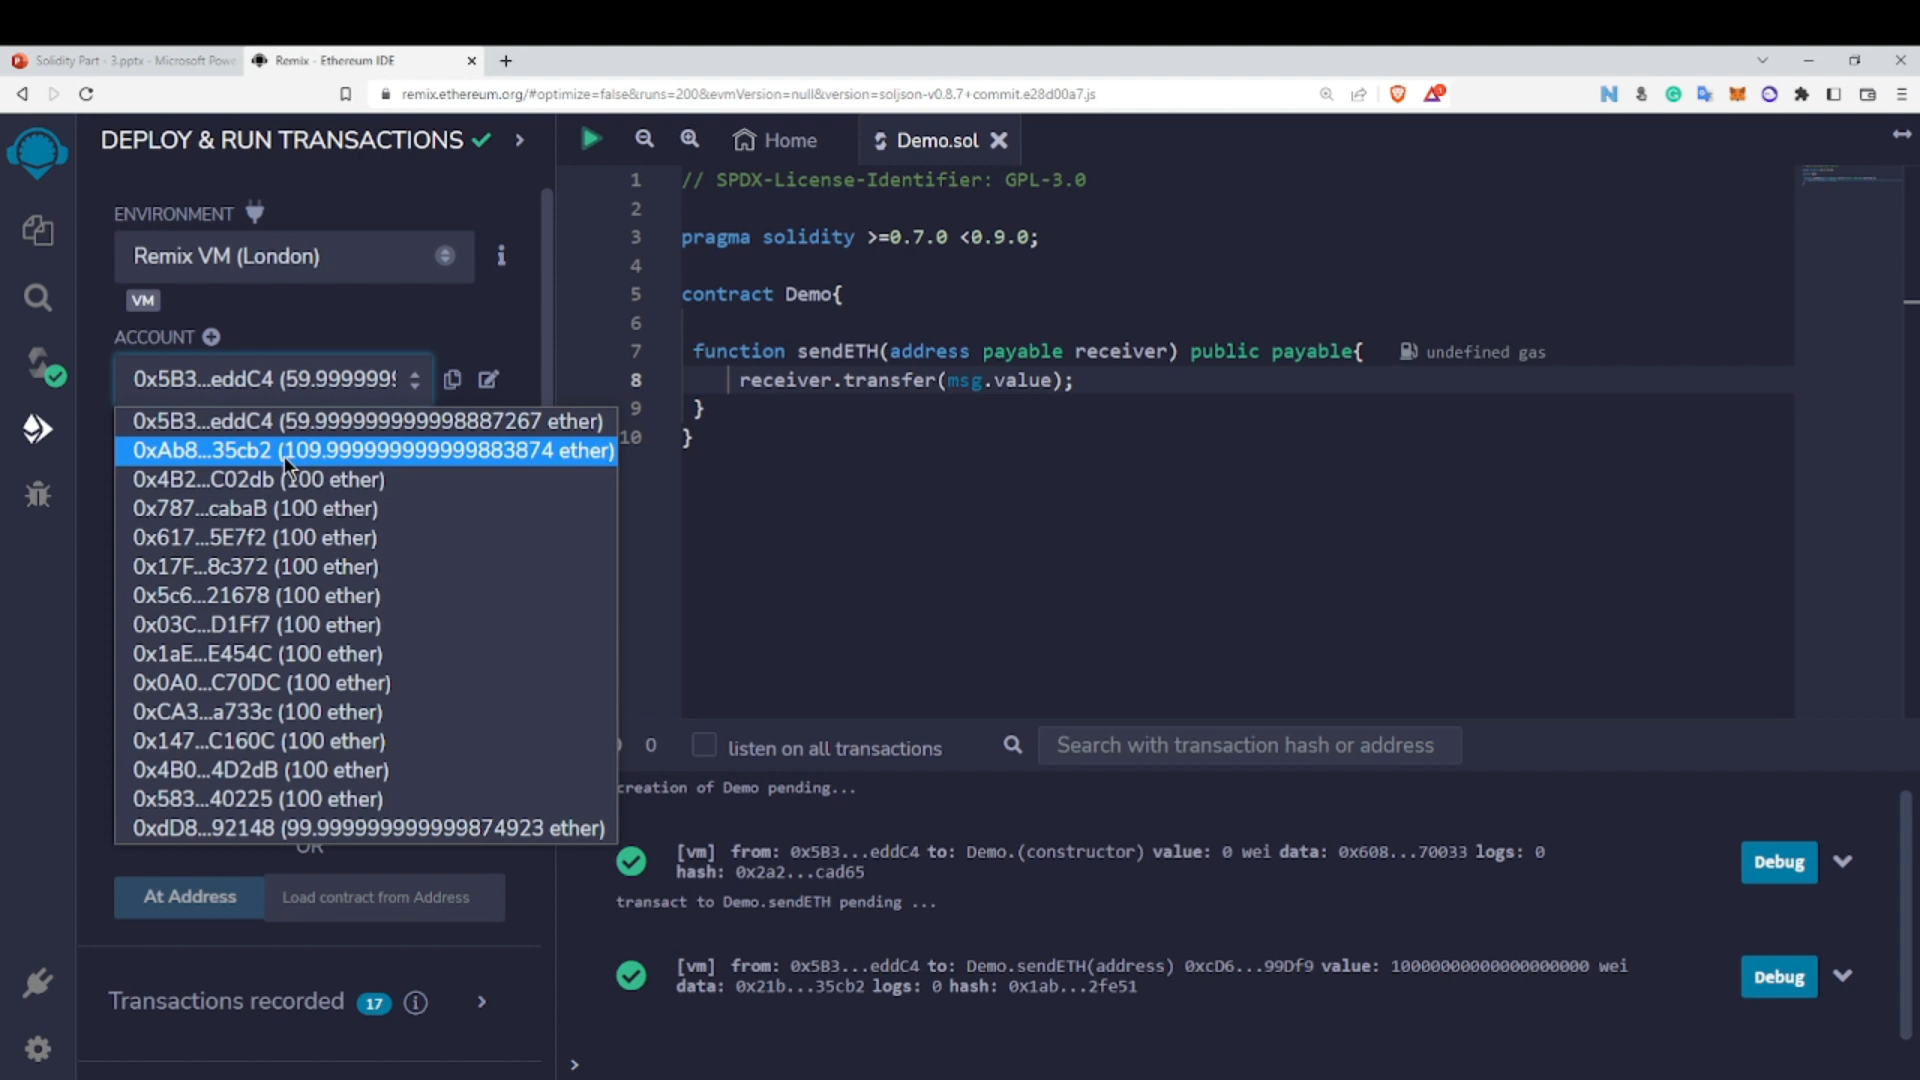 Solidity Part - 3.pptx - Microsoft Powe
Remix - Ethereum IDE
remix.ethereum.org/#optimize=false&runs=200&evmVersion=null&version=soljson-v0.8.7+commit.e28d00a7.js
DEPLOY & RUN TRANSACTIONS
ENVIRONMENT
Remix VM (London)
VM
ACCOUNT
0x5B3...eddC4 (59.9999999
0x5B3...eddC4 (59.999999999998887267 ether)
0xAb8...35cb2 (109.999999999999883874 ether)
0x4B2...C02db (100 ether)
0x787...cabaB (100 ether)
0x617...5E7f2 (100 ether)
0x17F...8c372 (100 ether)
0x5c6...21678 (100 ether)
0x03C...D1Ff7 (100 ether)
0x1aE...E454C (100 ether)
0x0A0...C70DC (100 ether)
0xCA3...a733c (100 ether)
0x147...C160C (100 ether)
0x4B0...4D2dB (100 ether)
0x583...40225 (100 ether)
0xdD8...92148 (99.999999999999874923 ether)
OR
At Address
Load contract from Address
Transactions recorded 17
Home
Demo.sol
1 // SPDX-License-Identifier: GPL-3.0
2
3 pragma solidity >=0.7.0 <0.9.0;
4
5 contract Demo{
6
7 function sendETH(address payable receiver) public payable{ undefined gas
8 receiver.transfer(msg.value);
9 }
10 }
0
listen on all transactions
Search with transaction hash or address
creation of Demo pending...
[vm] from: 0x5B3...eddC4 to: Demo.(constructor) value: 0 wei data: 0x608...70033 logs: 0
hash: 0x2a2...cad65
Debug
transact to Demo.sendETH pending ...
[vm] from: 0x5B3...eddC4 to: Demo.sendETH(address) 0xcD6...99Df9 value: 10000000000000000000 wei
data: 0x21b...35cb2 logs: 0 hash: 0x1ab...2fe51
Debug
>